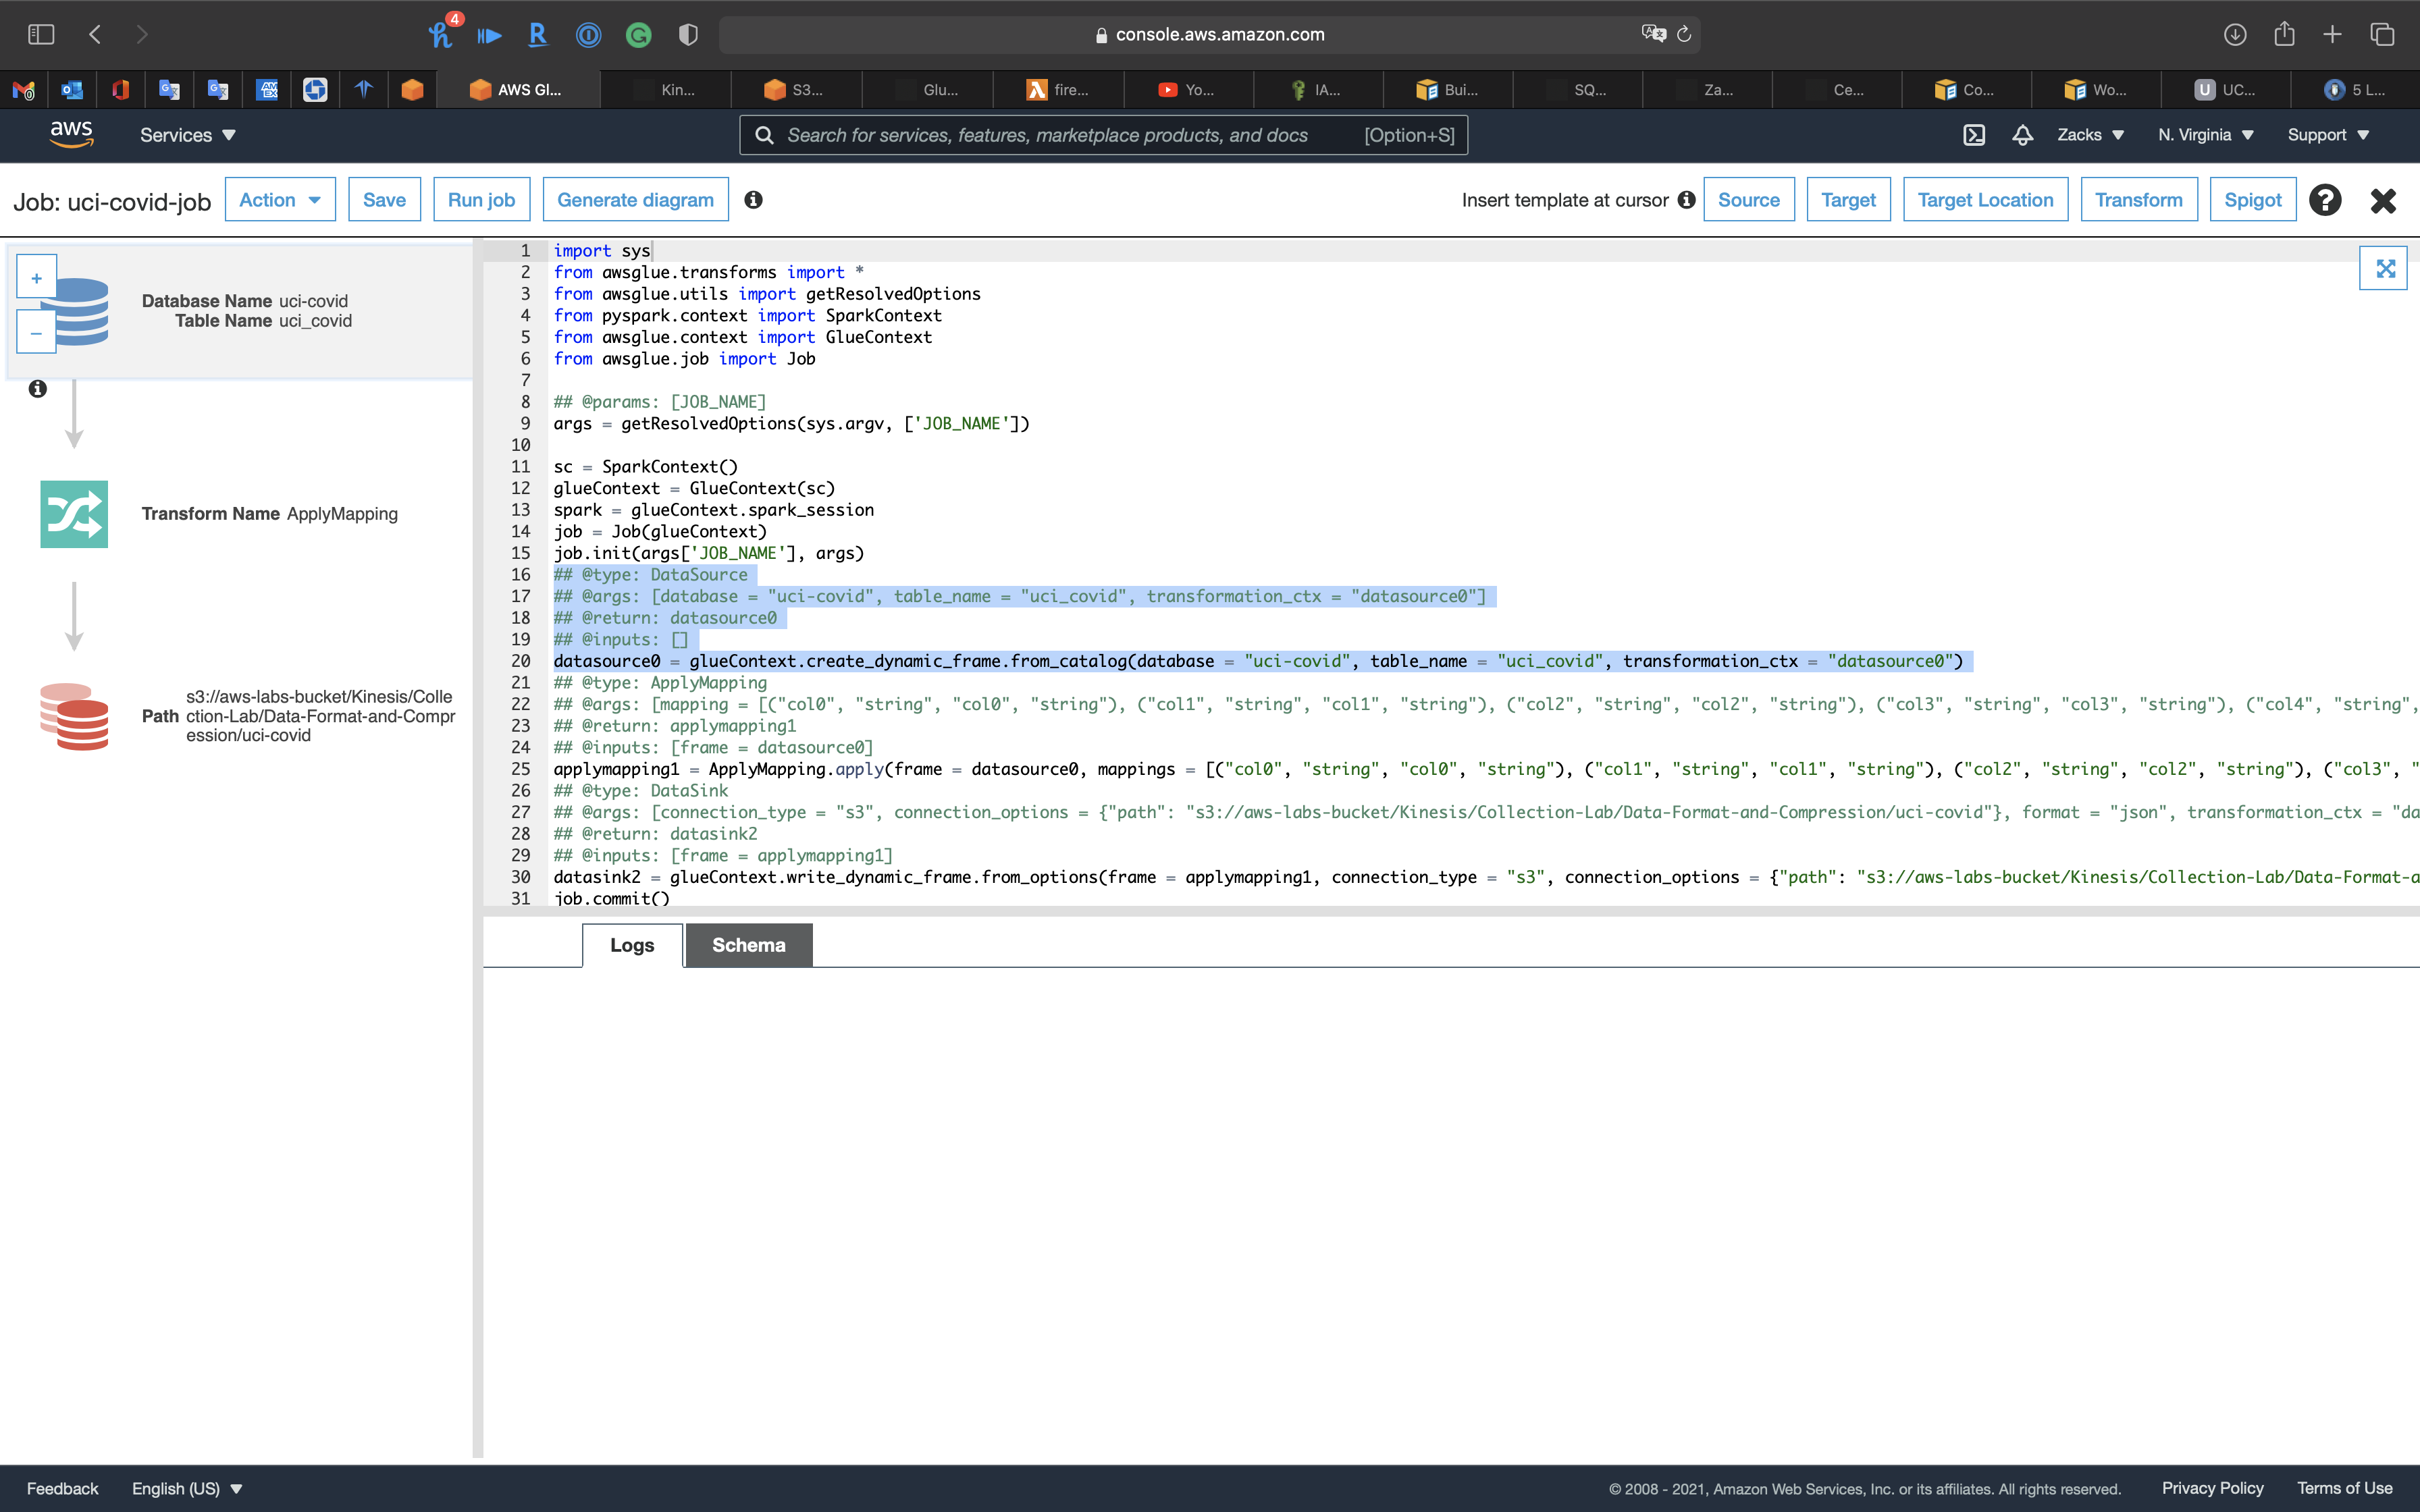 4
console.aws.amazon.com
AWS Gl...
Kin...
S3...
Glu...
fire...
Yo...
IA...
Bui...
SQ...
Za...
Ce...
Co...
Wo...
U UC...
5 L...
aws
Services
Search for services, features, marketplace products, and docs [Option+S]
Zacks
N. Virginia
Support
Job: uci-covid-job
Action
Save
Run job
Generate diagram
Insert template at cursor
Source
Target
Target Location
Transform
Spigot
Database Name uci-covid
Table Name uci_covid
Transform Name ApplyMapping
Path s3://aws-labs-bucket/Kinesis/Colle
ction-Lab/Data-Format-and-Compr
ession/uci-covid
1 import sys
2 from awsglue.transforms import *
3 from awsglue.utils import getResolvedOptions
4 from pyspark.context import SparkContext
5 from awsglue.context import GlueContext
6 from awsglue.job import Job
7
8 ## @params: [JOB_NAME]
9 args = getResolvedOptions(sys.argv, ['JOB_NAME'])
10
11 sc = SparkContext()
12 glueContext = GlueContext(sc)
13 spark = glueContext.spark_session
14 job = Job(glueContext)
15 job.init(args['JOB_NAME'], args)
16 ## @type: DataSource
17 ## @args: [database = "uci-covid", table_name = "uci_covid", transformation_ctx = "datasource0"]
18 ## @return: datasource0
19 ## @inputs: []
20 datasource0 = glueContext.create_dynamic_frame.from_catalog(database = "uci-covid", table_name = "uci_covid", transformation_ctx = "datasource0")
21 ## @type: ApplyMapping
22 ## @args: [mapping = [("col0", "string", "col0", "string"), ("col1", "string", "col1", "string"), ("col2", "string", "col2", "string"), ("col3", "string", "col3", "string"), ("col4", "string",
23 ## @return: applymapping1
24 ## @inputs: [frame = datasource0]
25 applymapping1 = ApplyMapping.apply(frame = datasource0, mappings = [("col0", "string", "col0", "string"), ("col1", "string", "col1", "string"), ("col2", "string", "col2", "string"), ("col3", "
26 ## @type: DataSink
27 ## @args: [connection_type = "s3", connection_options = {"path": "s3://aws-labs-bucket/Kinesis/Collection-Lab/Data-Format-and-Compression/uci-covid"}, format = "json", transformation_ctx = "da
28 ## @return: datasink2
29 ## @inputs: [frame = applymapping1]
30 datasink2 = glueContext.write_dynamic_frame.from_options(frame = applymapping1, connection_type = "s3", connection_options = {"path": "s3://aws-labs-bucket/Kinesis/Collection-Lab/Data-Format-a
31 job.commit()
Logs
Schema
Feedback
English (US)
© 2008 - 2021, Amazon Web Services, Inc. or its affiliates. All rights reserved.
Privacy Policy
Terms of Use